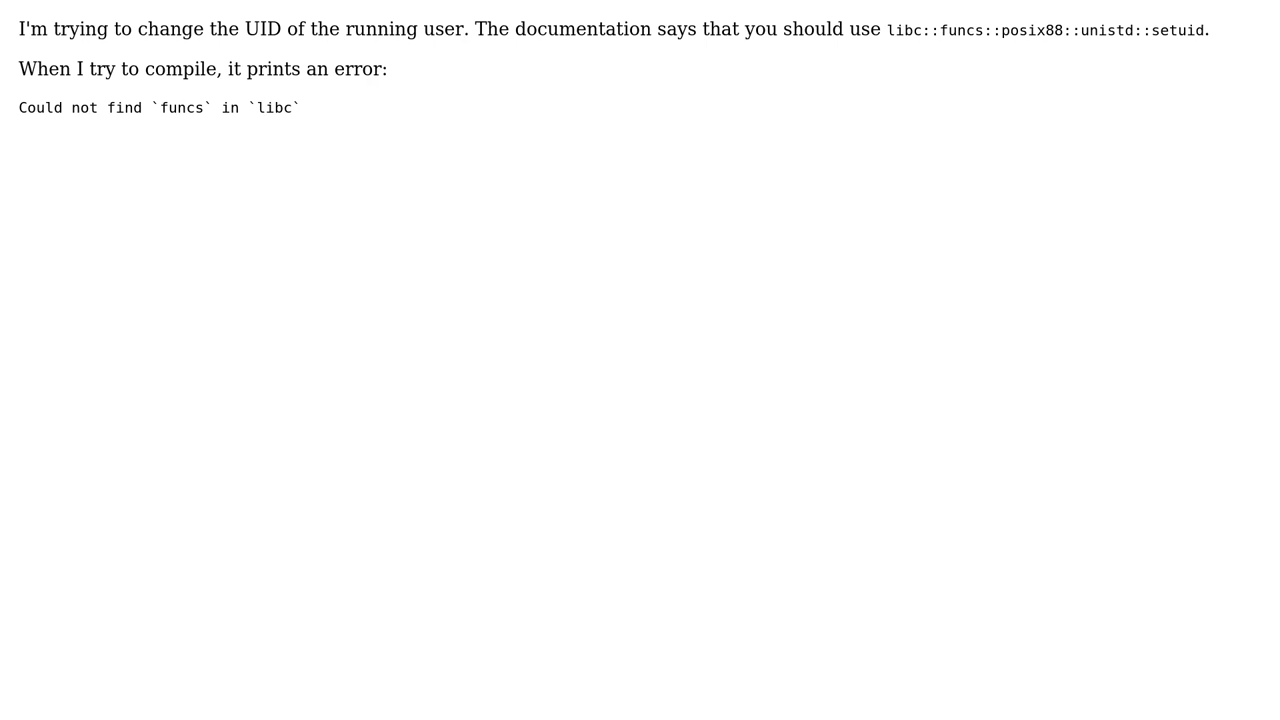 I'm trying to change the UID of the running user. The documentation says that you should use libc::funcs::posix88::unistd::setuid.
When I try to compile, it prints an error:
Could not find `funcs` in `libc`